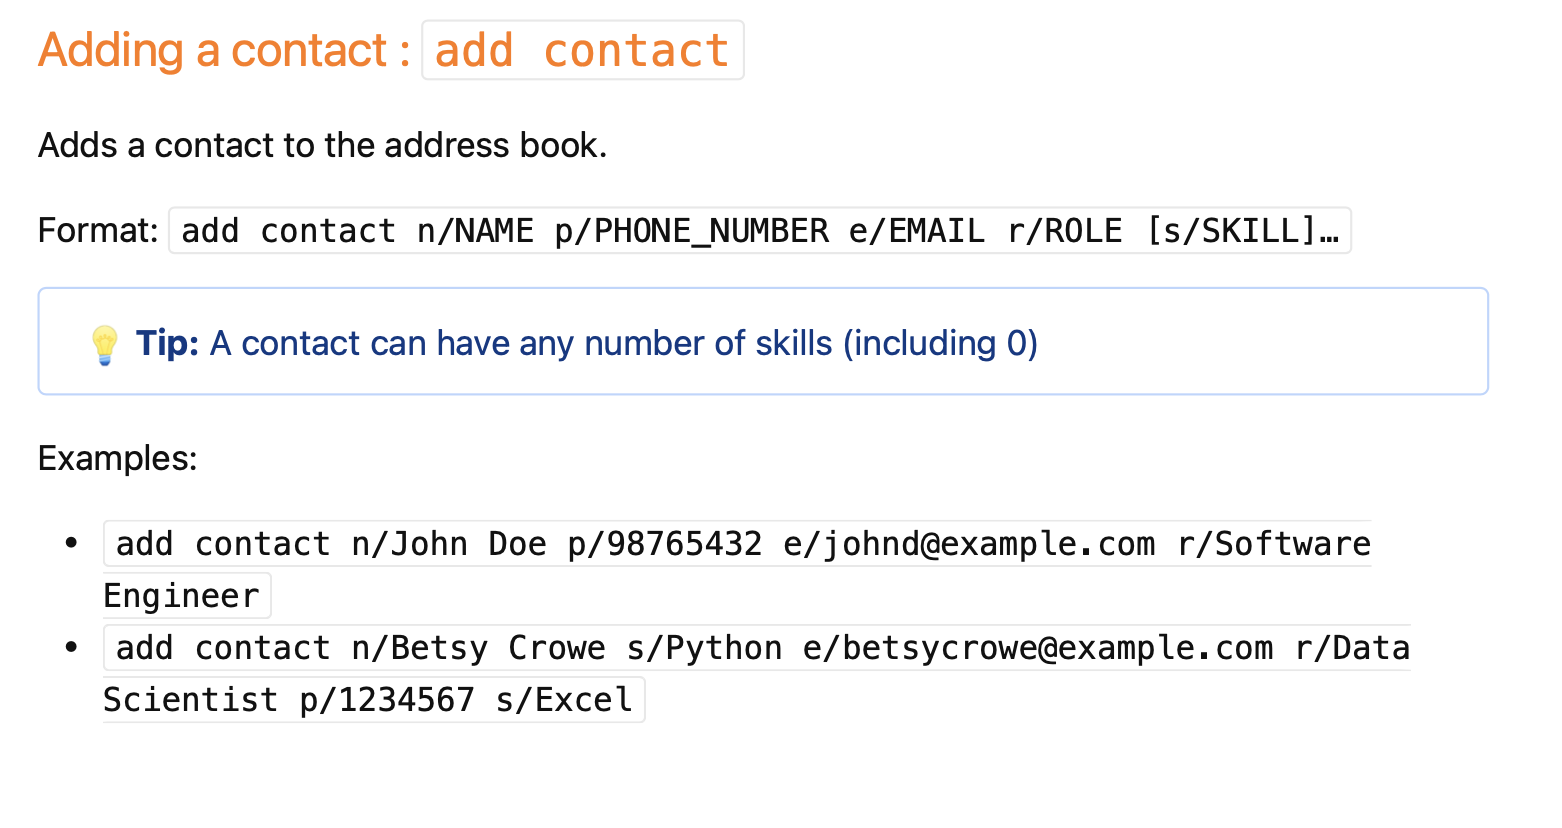 Adding a contact : add contact
Adds a contact to the address book.
Format: add contact n/NAME p/PHONE_NUMBER e/EMAIL r/ROLE [s/SKILL]…
💡 Tip: A contact can have any number of skills (including 0)
Examples:
• add contact n/John Doe p/98765432 e/johnd@example.com r/Software
Engineer
• add contact n/Betsy Crowe s/Python e/betsycrowe@example.com r/Data
Scientist p/1234567 s/Excel